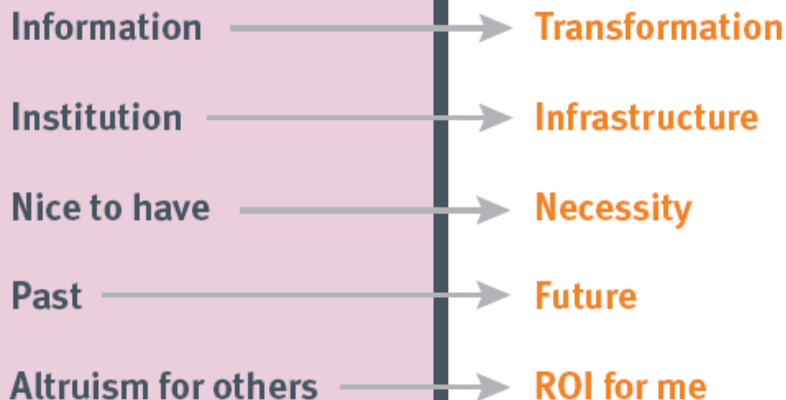 Information Transformation
Institution Infrastructure
Nice to have Necessity
Past Future
Altruism for others ROI for me